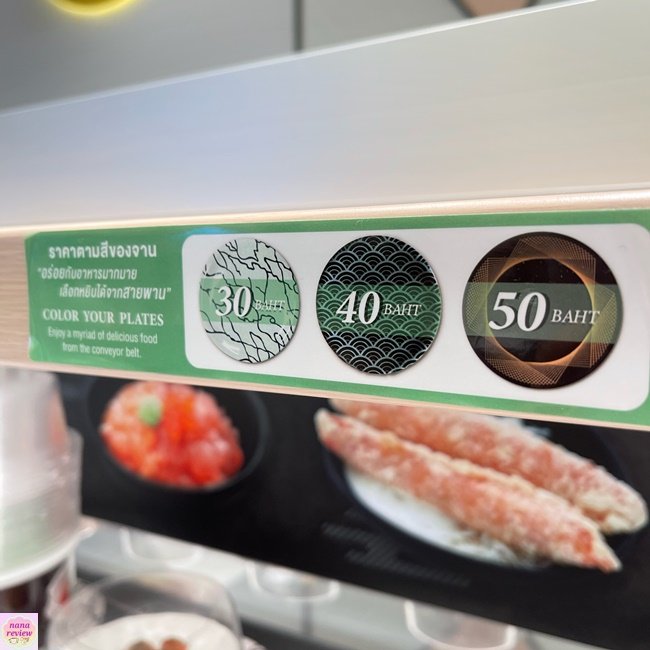 ราคาตามสีของจาน
"อร่อยกับอาหารมากมาย
เลือกหยิบได้จากสายพาน"
COLOR YOUR PLATES
Enjoy a myriad of delicious food
from the conveyor belt.
30 BAHT
40 BAHT
50 BAHT
nana
review